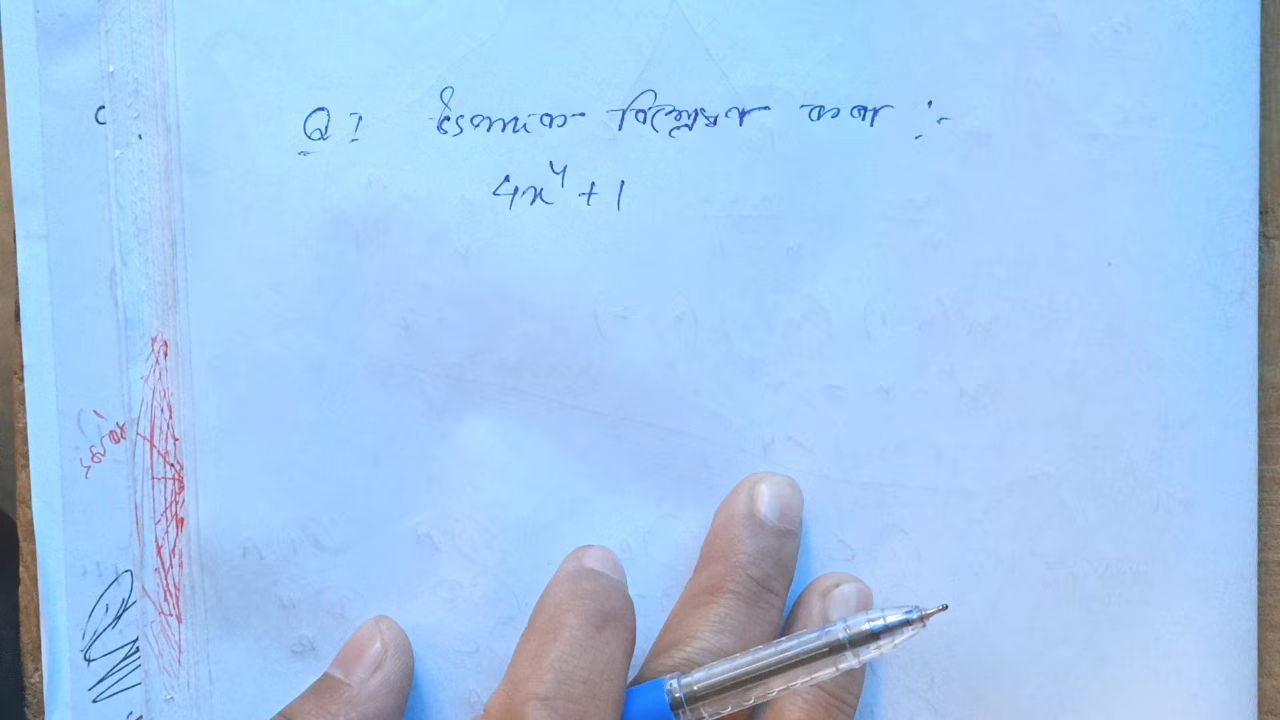 Q? উৎপাদকে বিশ্লেষণ কর :-
4x⁴ + 1